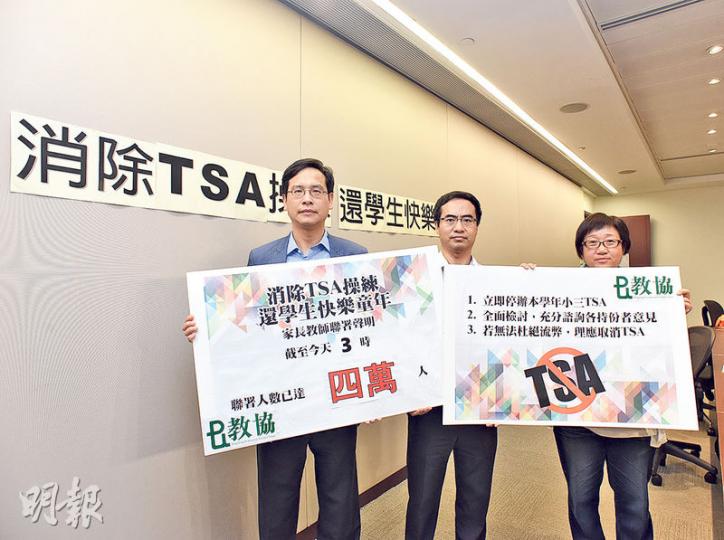 消除TSA操 還學生快樂
消除TSA操練
還學生快樂童年
家長教師聯署聲明
截至今天 3 時
聯署人數已達 四萬 人
教協
教協
1. 立即停辦本學年小三TSA
2. 全面檢討，充分諮詢各持份者意見
3. 若無法杜絕流弊，理應取消TSA
TSA
明報